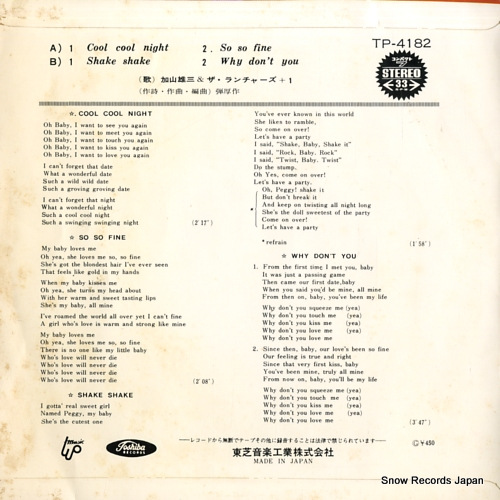 A) 1 Cool cool night 2. So so fine
B) 1 Shake shake 2 Why don't you
(歌) 加山雄三 & ザ・ランチャーズ + 1
(作詩・作曲・編曲) 弾厚作
TP-4182
コンパクト
STEREO
33
☆ COOL COOL NIGHT
Oh Baby, I want to see you again
Oh Baby, I want to meet you again
Oh Baby, I want to touch you again
Oh Baby, I want to kiss you again
Oh Baby, I want to love you again
I can't forget that date
What a wonderful date
Such a wild wild date
Such a groving groving date
I can't forget that night
What a wonderful night
Such a cool cool night
Such a swinging swinging night (2'17")
☆ SO SO FINE
My baby loves me
Oh yea, she loves me so, so fine
She's got the blondest hair I've ever seen
That feels like gold in my hands
When my baby kisses me
Oh yea, she turns my head about
With her warm and sweet tasting lips
She's my baby, all mine
I've roamed the world all over yet I can't fine
A girl who's love is warm and strong like mine
My baby loves me
Oh yea, she loves me so, so fine
There is no one like my little baby
Who's love will never die
Who's love will never die
Who's love will never die
Who's love will never die (2'08")
☆ SHAKE SHAKE
I gotta' real sweet girl
Named Peggy, my baby
She's the cutest one
You've ever known in this world
She likes to ramble,
So come on over!
Let's have a party
I said, "Shake, Baby, Shake it"
I said, "Rock, Baby, Rock"
I said, "Twist, Baby, Twist"
Do the stump,
Oh Yes, come on over!
Let's have a party.
Oh, Peggy! shake it
But don't break it
* And keep on twisting all night long
She's the doll sweetest of the party
Come on over!
Let's have a party
* refrain (1'58")
☆ WHY DON'T YOU
1. From the first time I met you, baby
It was just a passing game
Then came our first date, baby
When you said you'd be mine, all mine
From then on, baby, you've been my life
Why don't you squeeze me (yea)
Why don't you touch me (yea)
Why don't you kiss me (yea)
Why don't you love me (yea)
Why don't you love me
2. Since then, baby, our love's been so fine
Our feeling is true and right
Since that very first kiss, baby
You've been mine, truly all mine
From now on, baby, you'll be my life
Why don't you squeeze me (yea)
Why don't you touch me (yea)
Why don't you kiss me (yea)
Why don't you love me (yea)
Why don't you love me (3'47")
music
Toshiba
RECORDS
―レコードから無断でテープその他に録音することは法律で禁じられています―
東芝音楽工業株式会社
MADE IN JAPAN
Ⓒ ¥450
Snow Records Japan